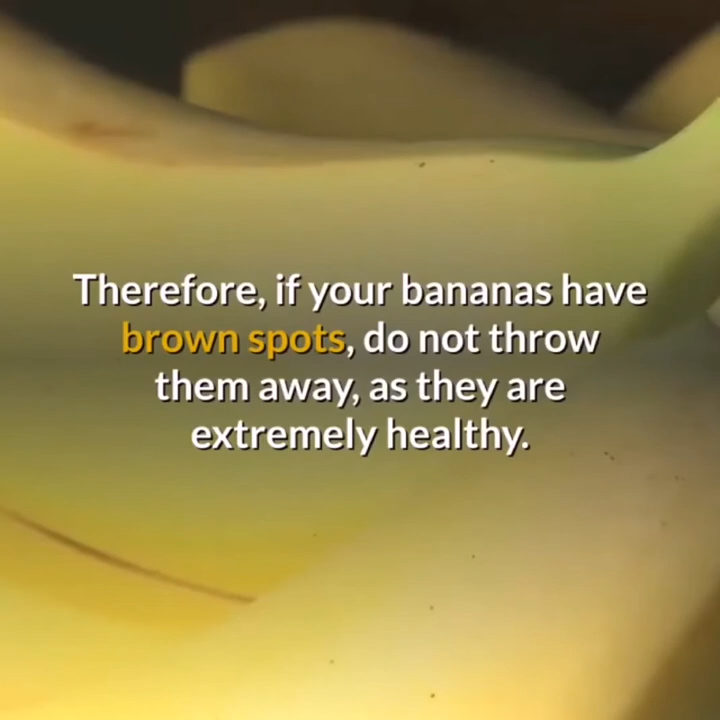 Therefore, if your bananas have
brown spots, do not throw
them away, as they are
extremely healthy.